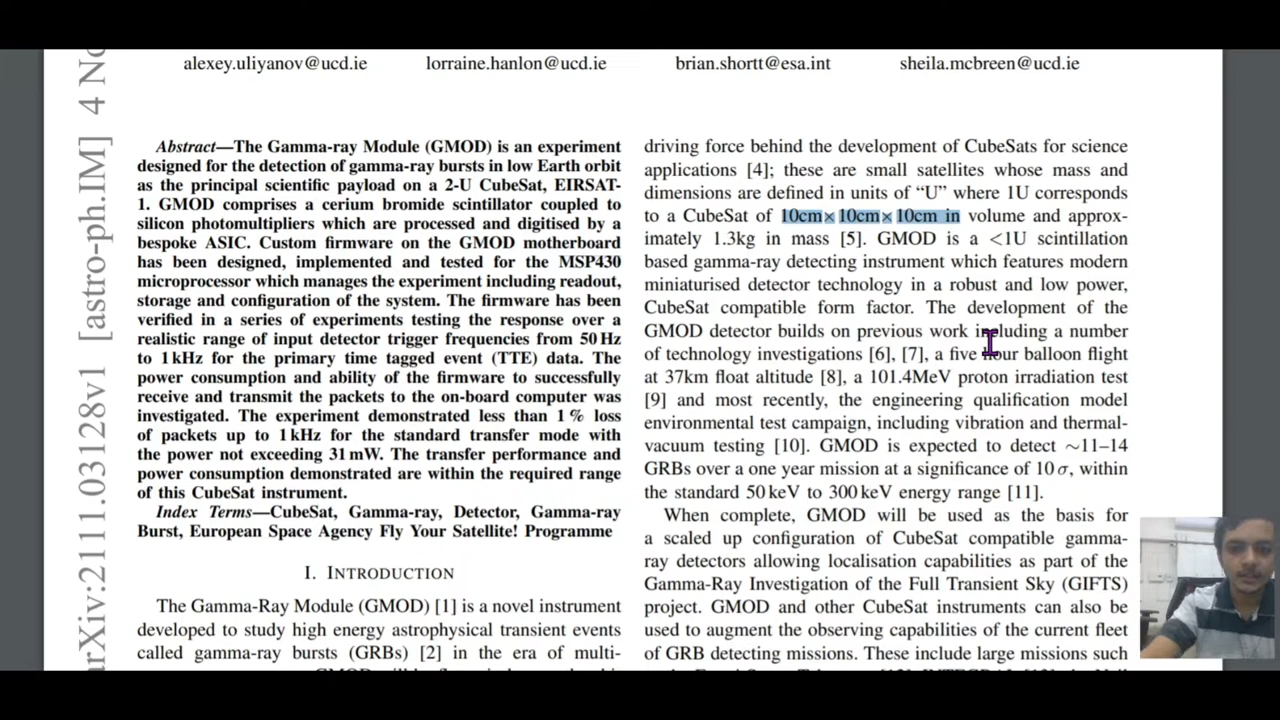 alexey.uliyanov@ucd.ie
lorraine.hanlon@ucd.ie
brian.shortt@esa.int
sheila.mcbreen@ucd.ie
arXiv:2111.03128v1 [astro-ph.IM] 4 No
Abstract—The Gamma-ray Module (GMOD) is an experiment
designed for the detection of gamma-ray bursts in low Earth orbit
as the principal scientific payload on a 2-U CubeSat, EIRSAT-
1. GMOD comprises a cerium bromide scintillator coupled to
silicon photomultipliers which are processed and digitised by a
bespoke ASIC. Custom firmware on the GMOD motherboard
has been designed, implemented and tested for the MSP430
microprocessor which manages the experiment including readout,
storage and configuration of the system. The firmware has been
verified in a series of experiments testing the response over a
realistic range of input detector trigger frequencies from 50 Hz
to 1 kHz for the primary time tagged event (TTE) data. The
power consumption and ability of the firmware to successfully
receive and transmit the packets to the on-board computer was
investigated. The experiment demonstrated less than 1 % loss
of packets up to 1 kHz for the standard transfer mode with
the power not exceeding 31 mW. The transfer performance and
power consumption demonstrated are within the required range
of this CubeSat instrument.
Index Terms—CubeSat, Gamma-ray, Detector, Gamma-ray
Burst, European Space Agency Fly Your Satellite! Programme
I. INTRODUCTION
The Gamma-Ray Module (GMOD) [1] is a novel instrument
developed to study high energy astrophysical transient events
called gamma-ray bursts (GRBs) [2] in the era of multi-
driving force behind the development of CubeSats for science
applications [4]; these are small satellites whose mass and
dimensions are defined in units of “U” where 1U corresponds
to a CubeSat of 10cm×10cm×10cm in volume and approx-
imately 1.3kg in mass [5]. GMOD is a <1U scintillation
based gamma-ray detecting instrument which features modern
miniaturised detector technology in a robust and low power,
CubeSat compatible form factor. The development of the
GMOD detector builds on previous work including a number
of technology investigations [6], [7], a five hour balloon flight
at 37km float altitude [8], a 101.4MeV proton irradiation test
[9] and most recently, the engineering qualification model
environmental test campaign, including vibration and thermal-
vacuum testing [10]. GMOD is expected to detect ∼11–14
GRBs over a one year mission at a significance of 10 σ, within
the standard 50 keV to 300 keV energy range [11].
When complete, GMOD will be used as the basis for
a scaled up configuration of CubeSat compatible gamma-
ray detectors allowing localisation capabilities as part of the
Gamma-Ray Investigation of the Full Transient Sky (GIFTS)
project. GMOD and other CubeSat instruments can also be
used to augment the observing capabilities of the current fleet
of GRB detecting missions. These include large missions such